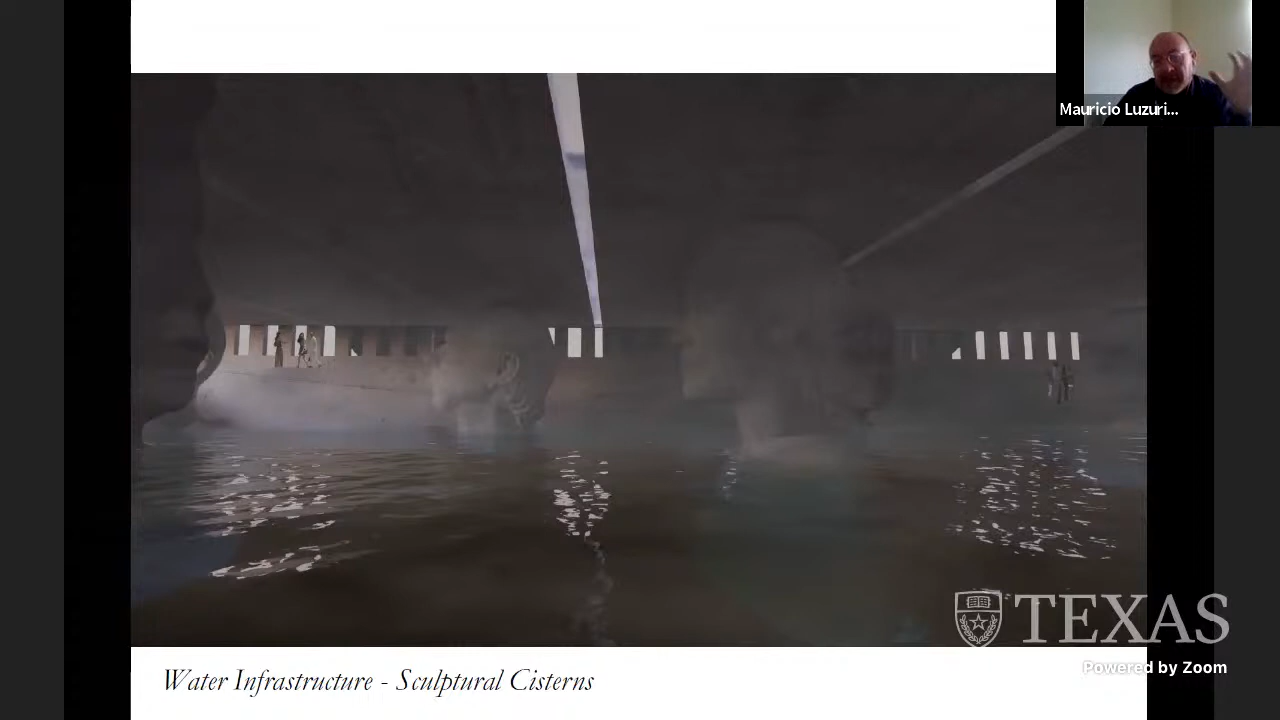 Mauricio Luzuri...
TEXAS
Powered by Zoom
Water Infrastructure - Sculptural Cisterns